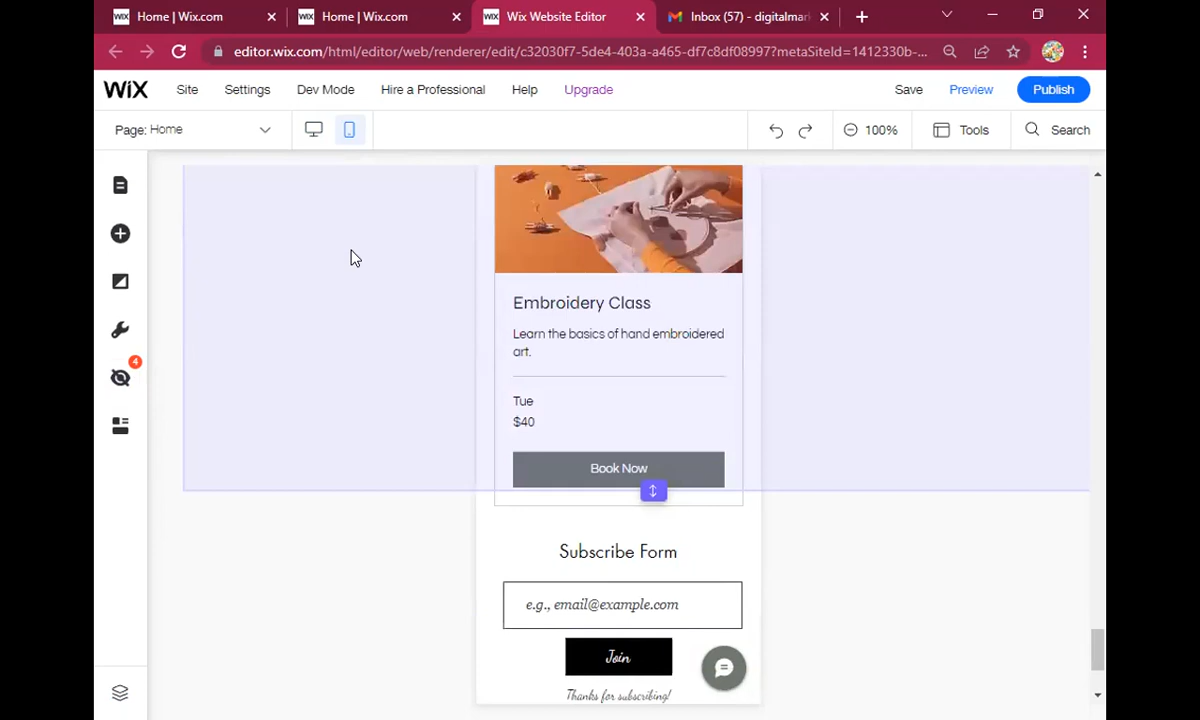 Home | Wix.com
Home | Wix.com
Wix Website Editor
Inbox (57) - digitalmark
editor.wix.com/html/editor/web/renderer/edit/c32030f7-5de4-403a-a465-df7c8df08997?metaSiteId=1412330b-...
WIX Site Settings Dev Mode Hire a Professional Help Upgrade Save Preview Publish
Page: Home 100% Tools Search
4
Embroidery Class
Learn the basics of hand embroidered
art.
Tue
$40
Book Now
Subscribe Form
e.g., email@example.com
Join
Thanks for subscribing!